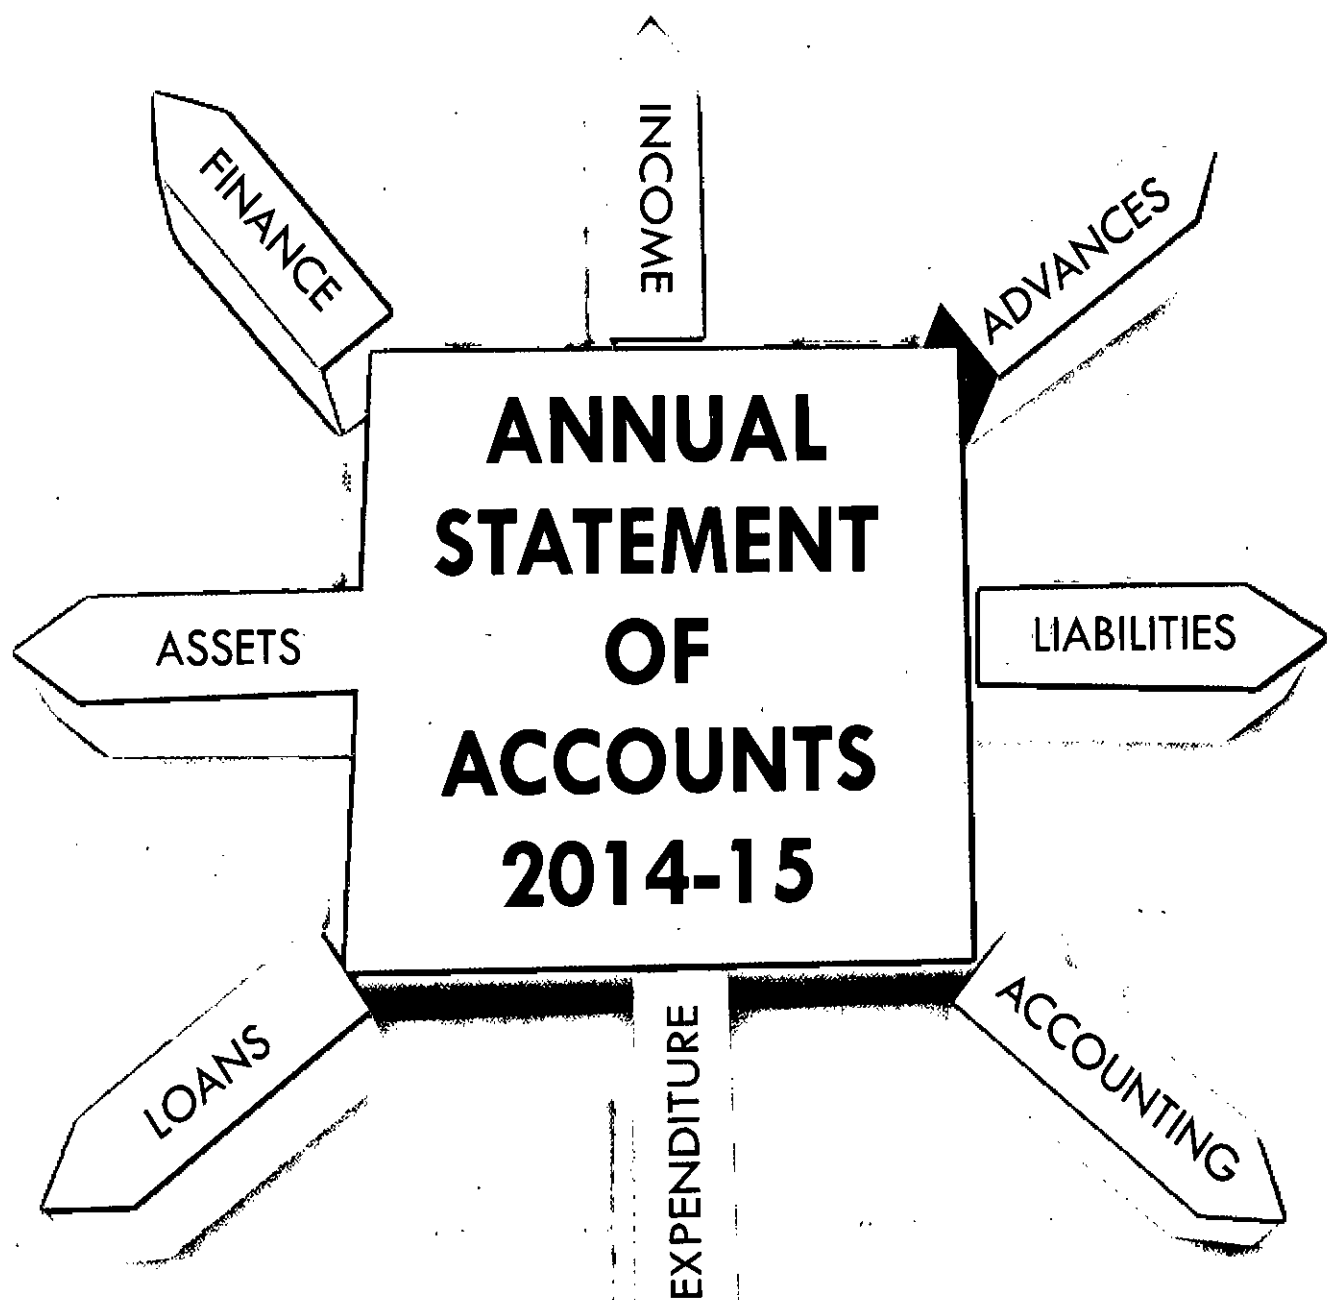 INCOME
FINANCE
ADVANCES
ANNUAL
STATEMENT
OF
ACCOUNTS
2014-15
ASSETS
LIABILITIES
LOANS
ACCOUNTING
EXPENDITURE